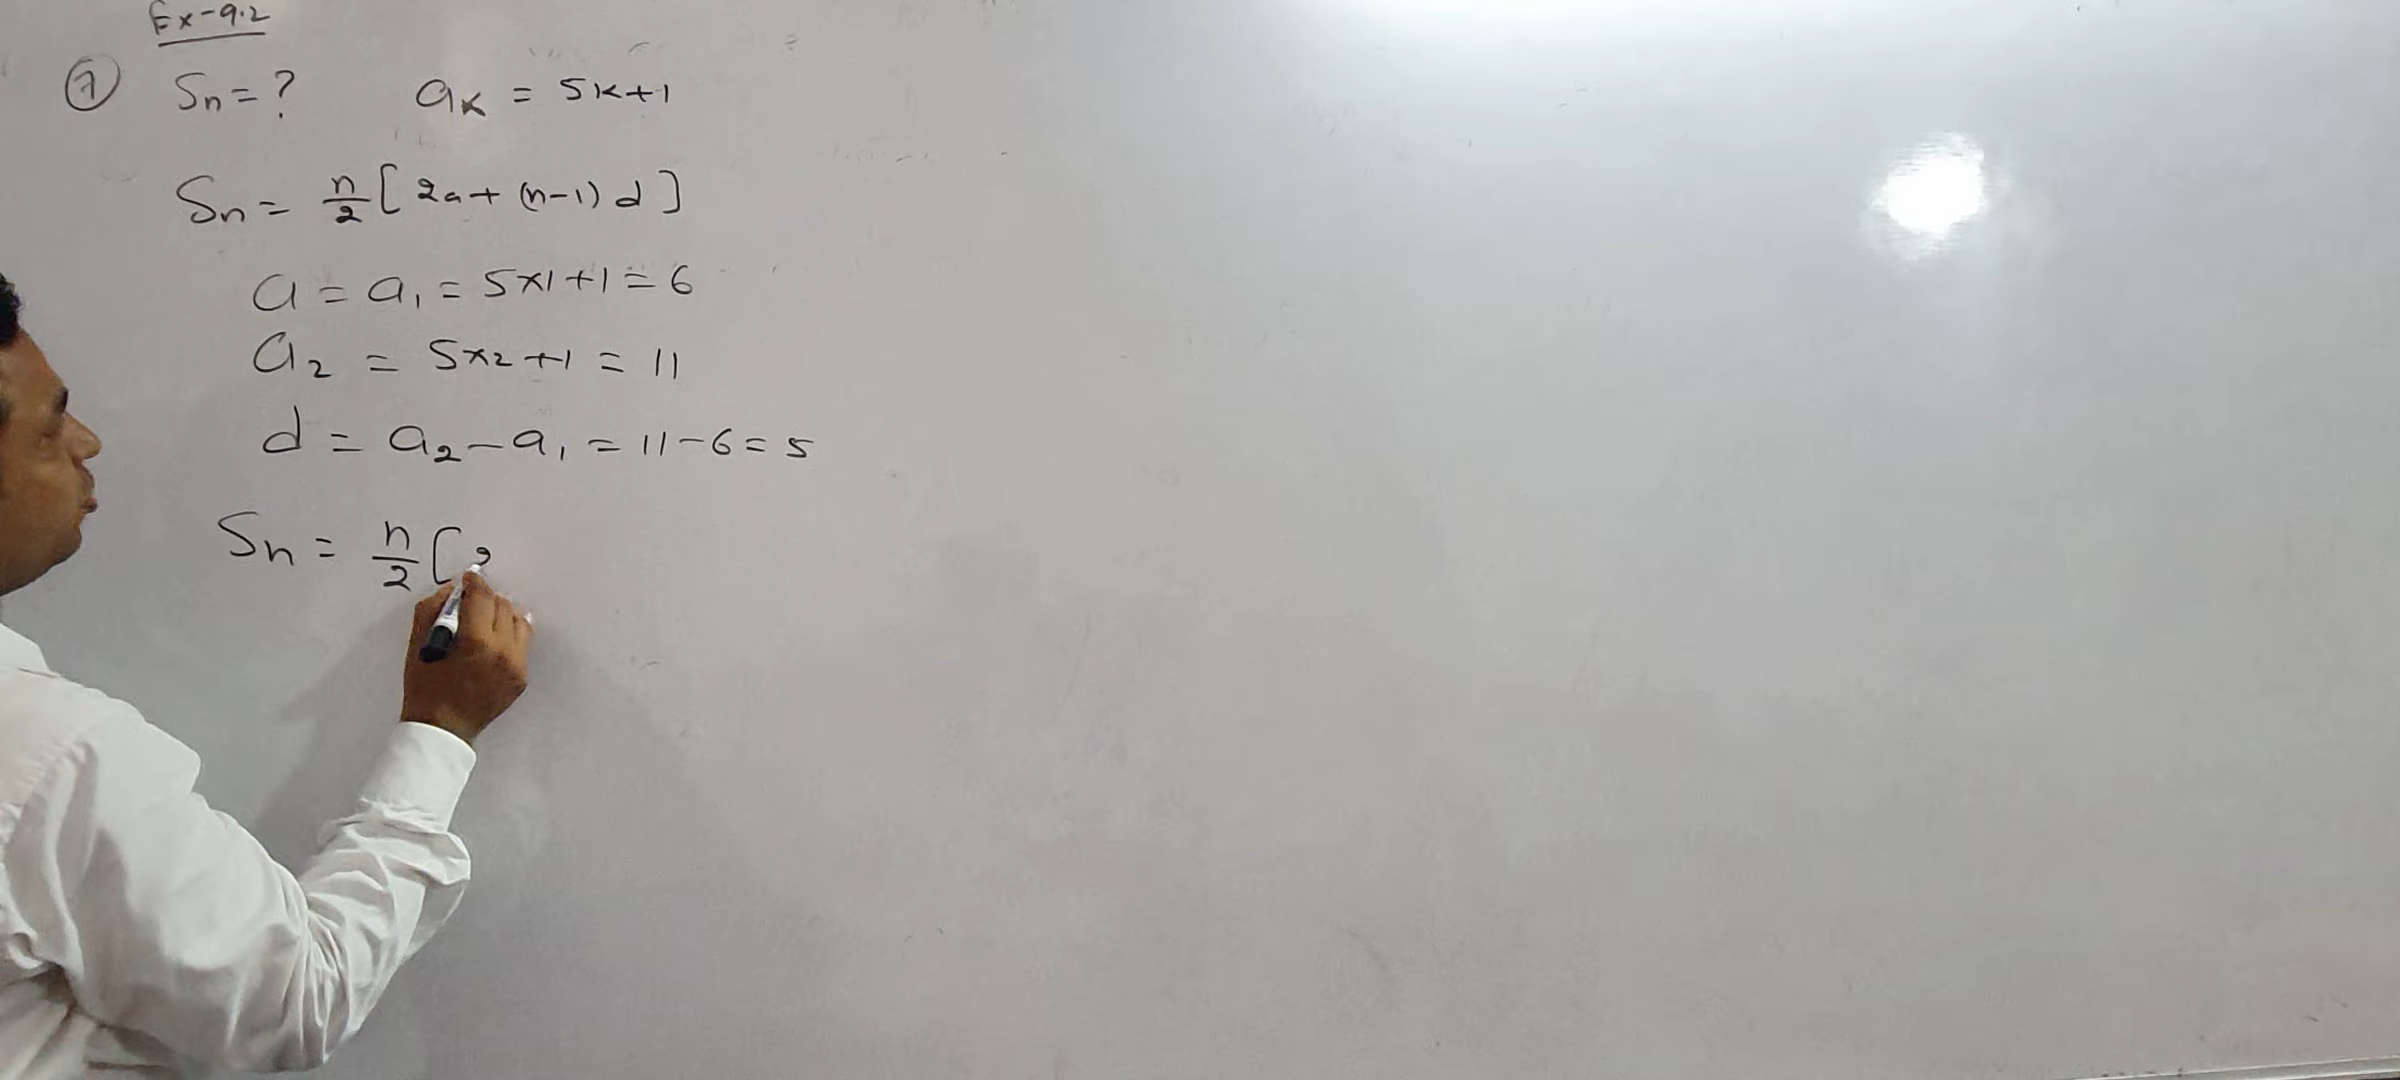 Ex-9.2
7 Sn = ? aK = 5K+1
Sn = n/2 [2a + (n-1) d]
a = a1 = 5×1+1 = 6
a2 = 5×2+1 = 11
d = a2 - a1 = 11-6 = 5
Sn = n/2 [2